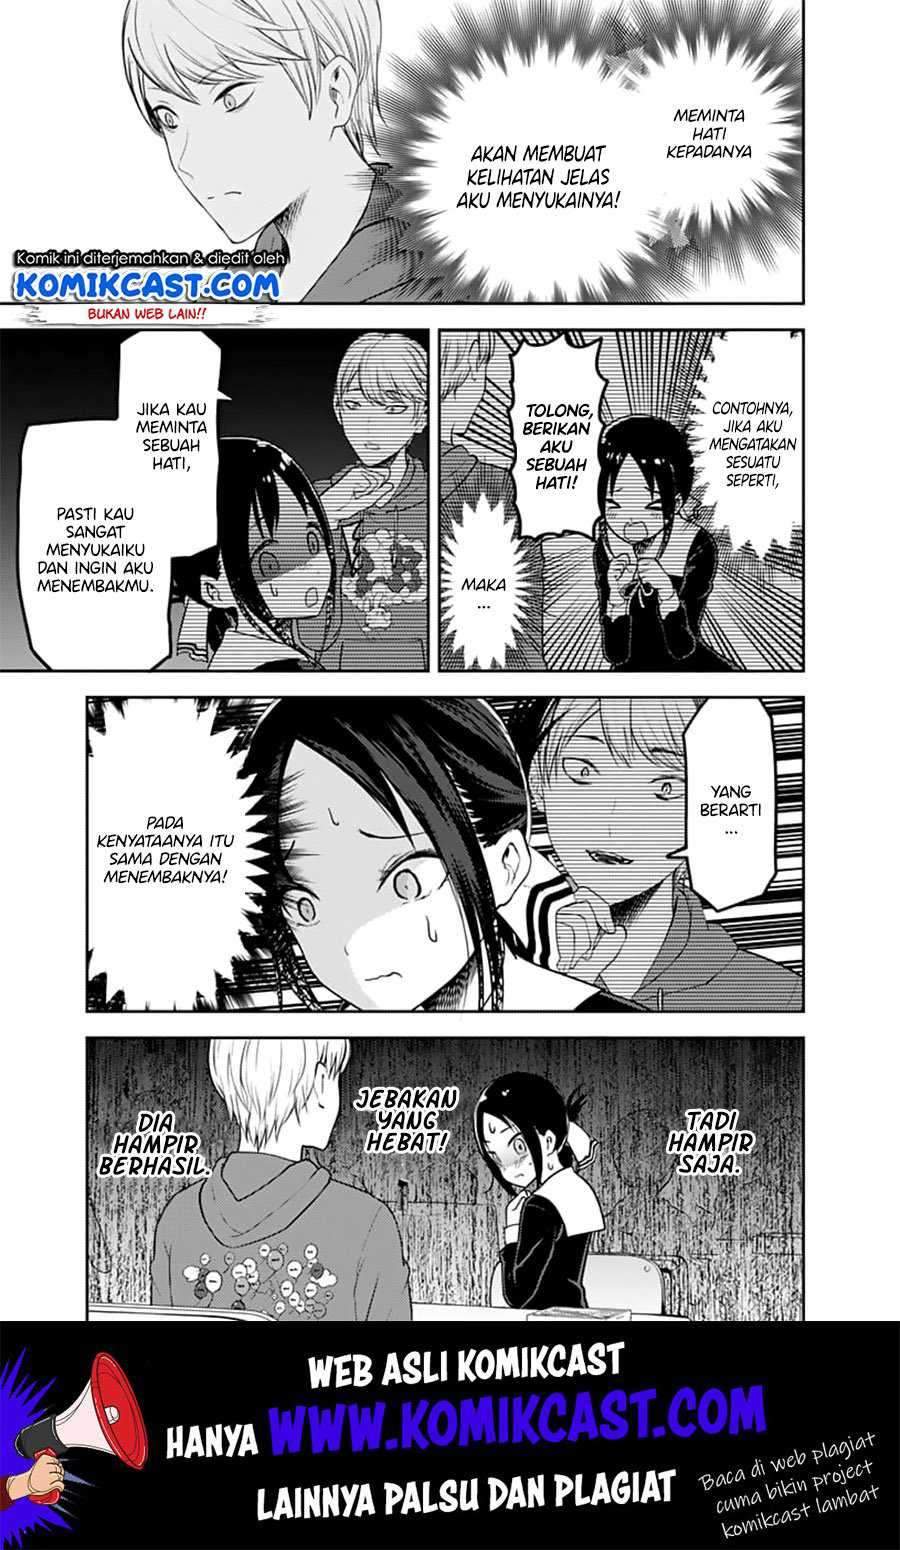 MEMINTA
HATI
KEPADANYA
AKAN MEMBUAT
KELIHATAN JELAS
AKU MENYUKAINYA!
Komik ini diterjemahkan & diedit oleh
KOMIKCAST.COM
BUKAN WEB LAIN!!
CONTOHNYA,
JIKA AKU
MENGATAKAN
SESUATU
SEPERTI,
TOLONG,
BERIKAN
AKU
SEBUAH
HATI!
MAKA
...
JIKA KAU
MEMINTA
SEBUAH
HATI,
PASTI KAU
SANGAT
MENYUKAIKU
DAN INGIN AKU
MENEMBAKMU.
YANG
BERARTI
...
PADA
KENYATAANYA ITU
SAMA DENGAN
MENEMBAKNYA!
TADI
HAMPIR
SAJA.
JEBAKAN
YANG
HEBAT!
DIA
HAMPIR
BERHASIL.
WEB ASLI KOMIKCAST
HANYA WWW.KOMIKCAST.COM
LAINNYA PALSU DAN PLAGIAT
Baca di web plagiat
cuma bikin project
komikcast lambat